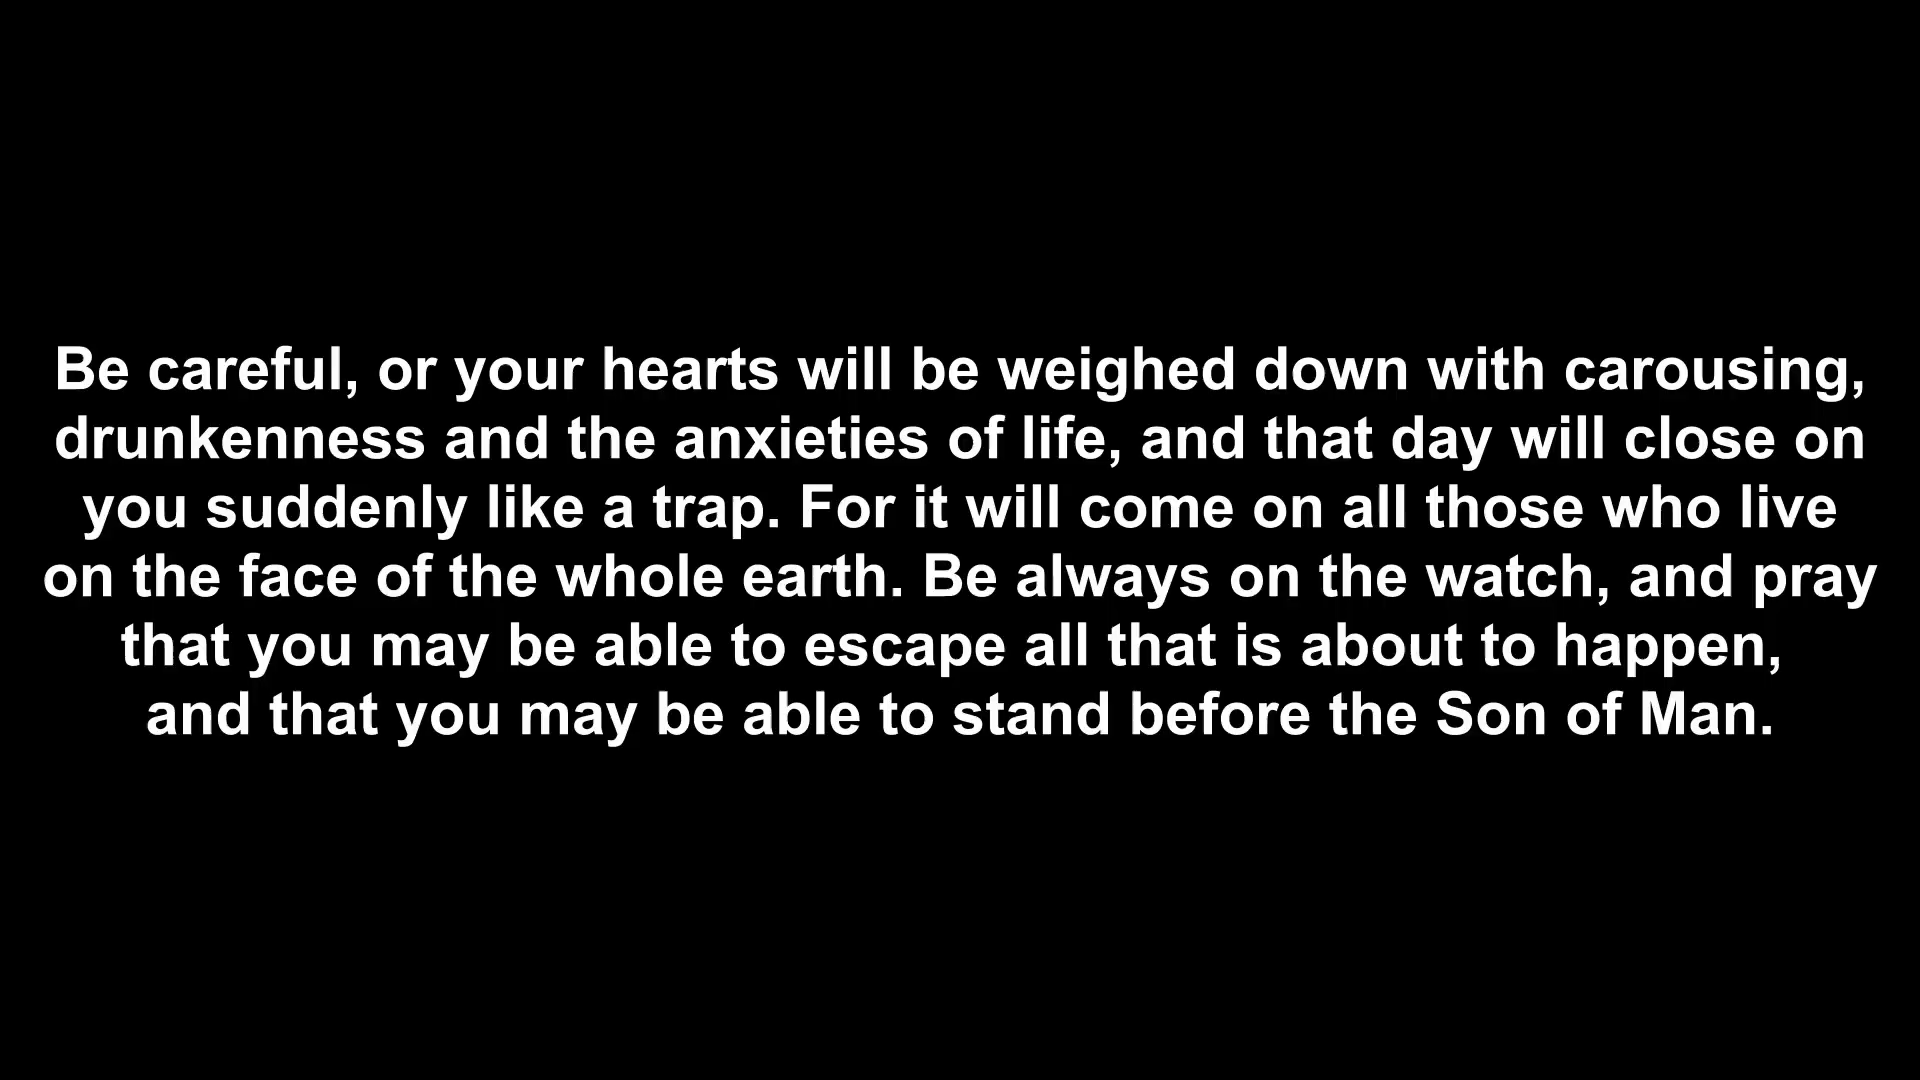 Be careful, or your hearts will be weighed down with carousing,
drunkenness and the anxieties of life, and that day will close on
you suddenly like a trap. For it will come on all those who live
on the face of the whole earth. Be always on the watch, and pray
that you may be able to escape all that is about to happen,
and that you may be able to stand before the Son of Man.